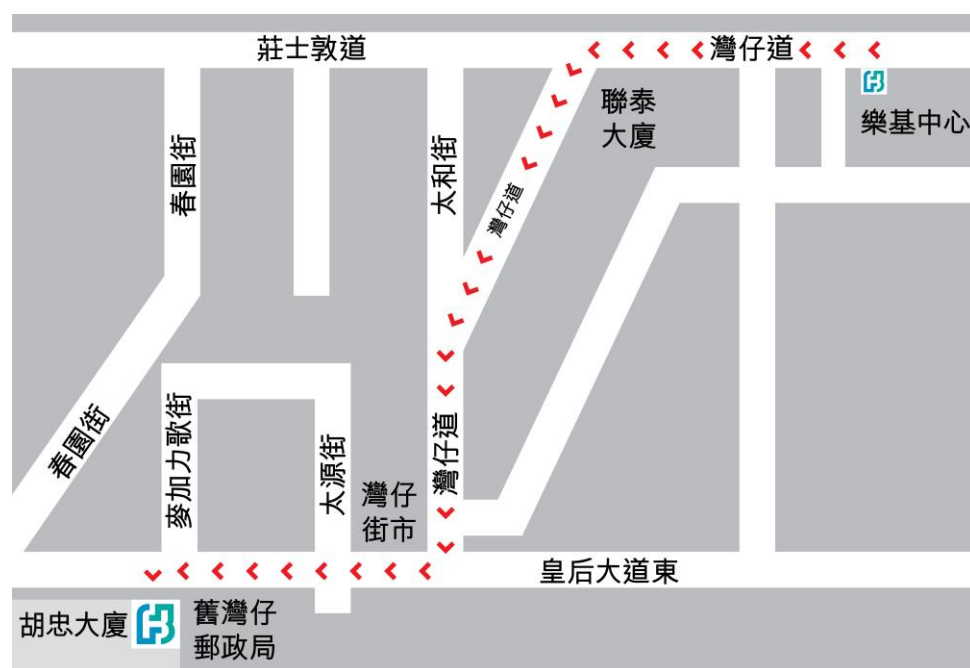 莊士敦道
灣仔道
聯泰
大廈
樂基中心
春園街
太和街
灣仔道
春園街
麥加力歌街
太源街
灣仔
街市
灣仔道
皇后大道東
胡忠大廈
舊灣仔
郵政局